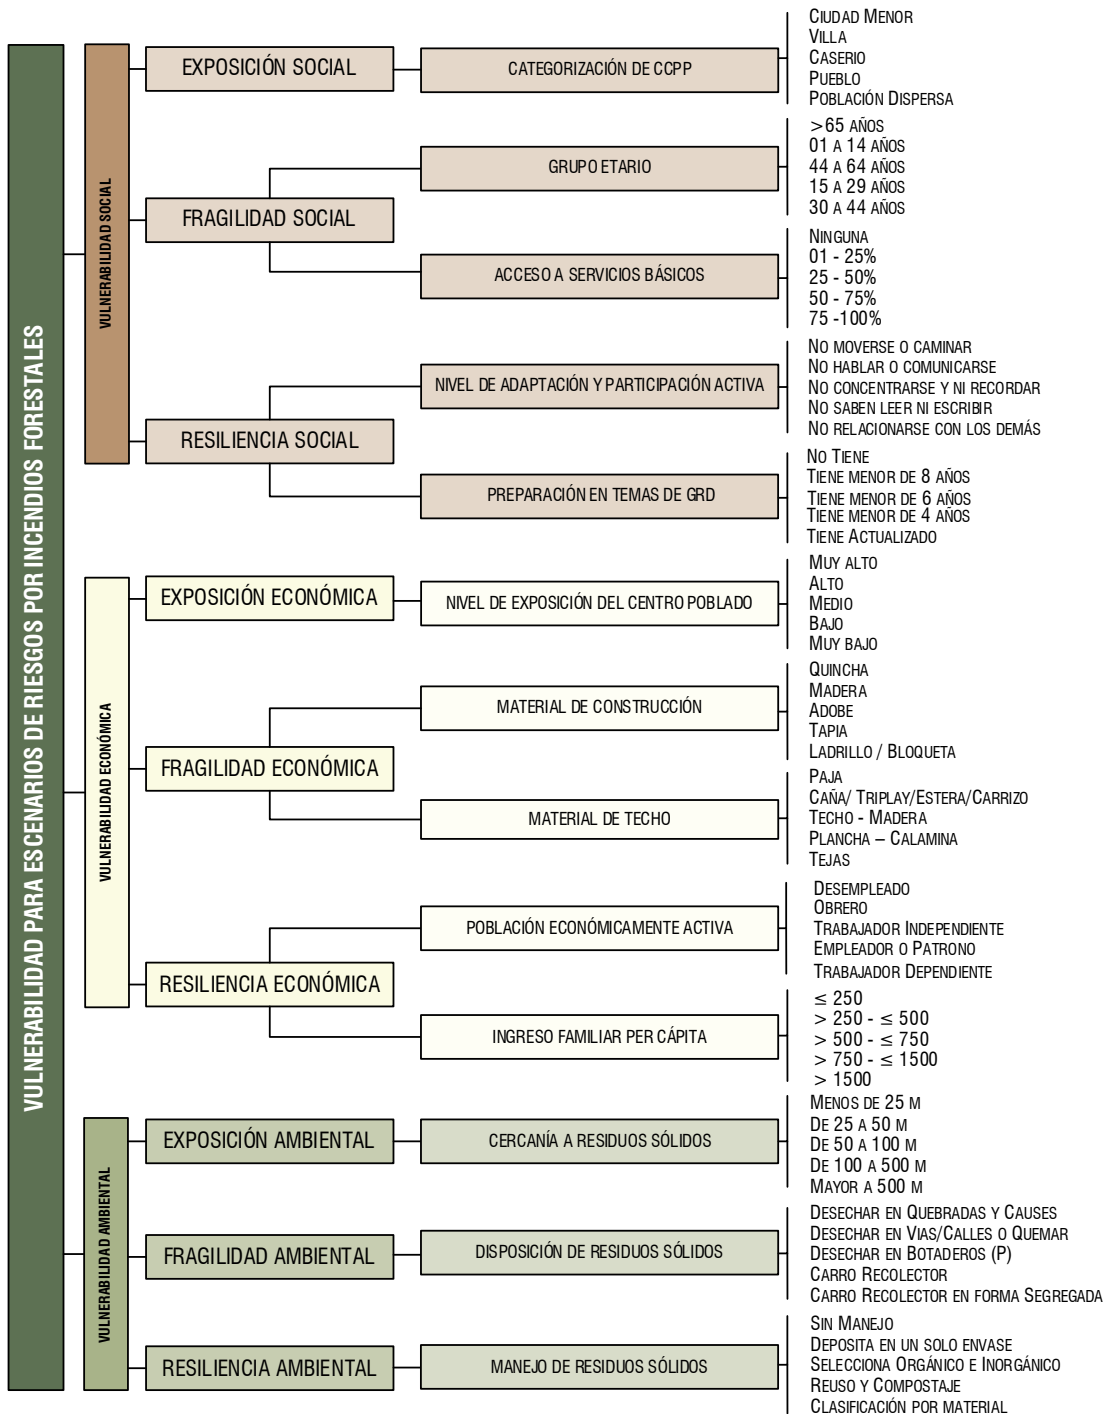 VULNERABILIDAD PARA ESCENARIOS DE RIESGOS POR INCENDIOS FORESTALES
VULNERABILIDAD SOCIAL
EXPOSICIÓN SOCIAL
CATEGORIZACIÓN DE CCPP
CIUDAD MENOR
VILLA
CASERIO
PUEBLO
POBLACIÓN DISPERSA
FRAGILIDAD SOCIAL
GRUPO ETARIO
>65 AÑOS
01 A 14 AÑOS
44 A 64 AÑOS
15 A 29 AÑOS
30 A 44 AÑOS
ACCESO A SERVICIOS BÁSICOS
NINGUNA
01 - 25%
25 - 50%
50 - 75%
75 -100%
RESILIENCIA SOCIAL
NIVEL DE ADAPTACIÓN Y PARTICIPACIÓN ACTIVA
NO MOVERSE O CAMINAR
NO HABLAR O COMUNICARSE
NO CONCENTRARSE Y NI RECORDAR
NO SABEN LEER NI ESCRIBIR
NO RELACIONARSE CON LOS DEMÁS
PREPARACIÓN EN TEMAS DE GRD
NO TIENE
TIENE MENOR DE 8 AÑOS
TIENE MENOR DE 6 AÑOS
TIENE MENOR DE 4 AÑOS
TIENE ACTUALIZADO
VULNERABILIDAD ECONÓMICA
EXPOSICIÓN ECONÓMICA
NIVEL DE EXPOSICIÓN DEL CENTRO POBLADO
MUY ALTO
ALTO
MEDIO
BAJO
MUY BAJO
FRAGILIDAD ECONÓMICA
MATERIAL DE CONSTRUCCIÓN
QUINCHA
MADERA
ADOBE
TAPIA
LADRILLO / BLOQUETA
MATERIAL DE TECHO
PAJA
CAÑA/ TRIPLAY/ESTERA/CARRIZO
TECHO - MADERA
PLANCHA – CALAMINA
TEJAS
RESILIENCIA ECONÓMICA
POBLACIÓN ECONÓMICAMENTE ACTIVA
DESEMPLEADO
OBRERO
TRABAJADOR INDEPENDIENTE
EMPLEADOR O PATRONO
TRABAJADOR DEPENDIENTE
INGRESO FAMILIAR PER CÁPITA
≤ 250
> 250 - ≤ 500
> 500 - ≤ 750
> 750 - ≤ 1500
> 1500
VULNERABILIDAD AMBIENTAL
EXPOSICIÓN AMBIENTAL
CERCANÍA A RESIDUOS SÓLIDOS
MENOS DE 25 M
DE 25 A 50 M
DE 50 A 100 M
DE 100 A 500 M
MAYOR A 500 M
FRAGILIDAD AMBIENTAL
DISPOSICIÓN DE RESIDUOS SÓLIDOS
DESECHAR EN QUEBRADAS Y CAUSES
DESECHAR EN VIAS/CALLES O QUEMAR
DESECHAR EN BOTADEROS (P)
CARRO RECOLECTOR
CARRO RECOLECTOR EN FORMA SEGREGADA
RESILIENCIA AMBIENTAL
MANEJO DE RESIDUOS SÓLIDOS
SIN MANEJO
DEPOSITA EN UN SOLO ENVASE
SELECCIONA ORGÁNICO E INORGÁNICO
REUSO Y COMPOSTAJE
CLASIFICACIÓN POR MATERIAL